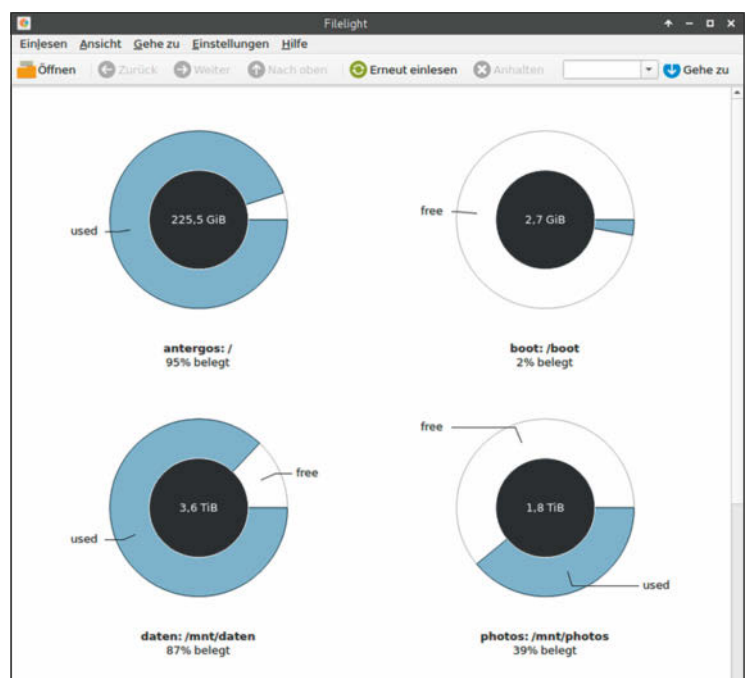 Filelight
Einlesen Ansicht Gehe zu Einstellungen Hilfe
Öffnen Zurück Weiter Nach oben Erneut einlesen Anhalten Gehe zu
225,5 GiB
used
antergos: /
95% belegt
free
2,7 GiB
boot: /boot
2% belegt
free
3,6 TiB
used
daten: /mnt/daten
87% belegt
free
1,8 TiB
used
photos: /mnt/photos
39% belegt